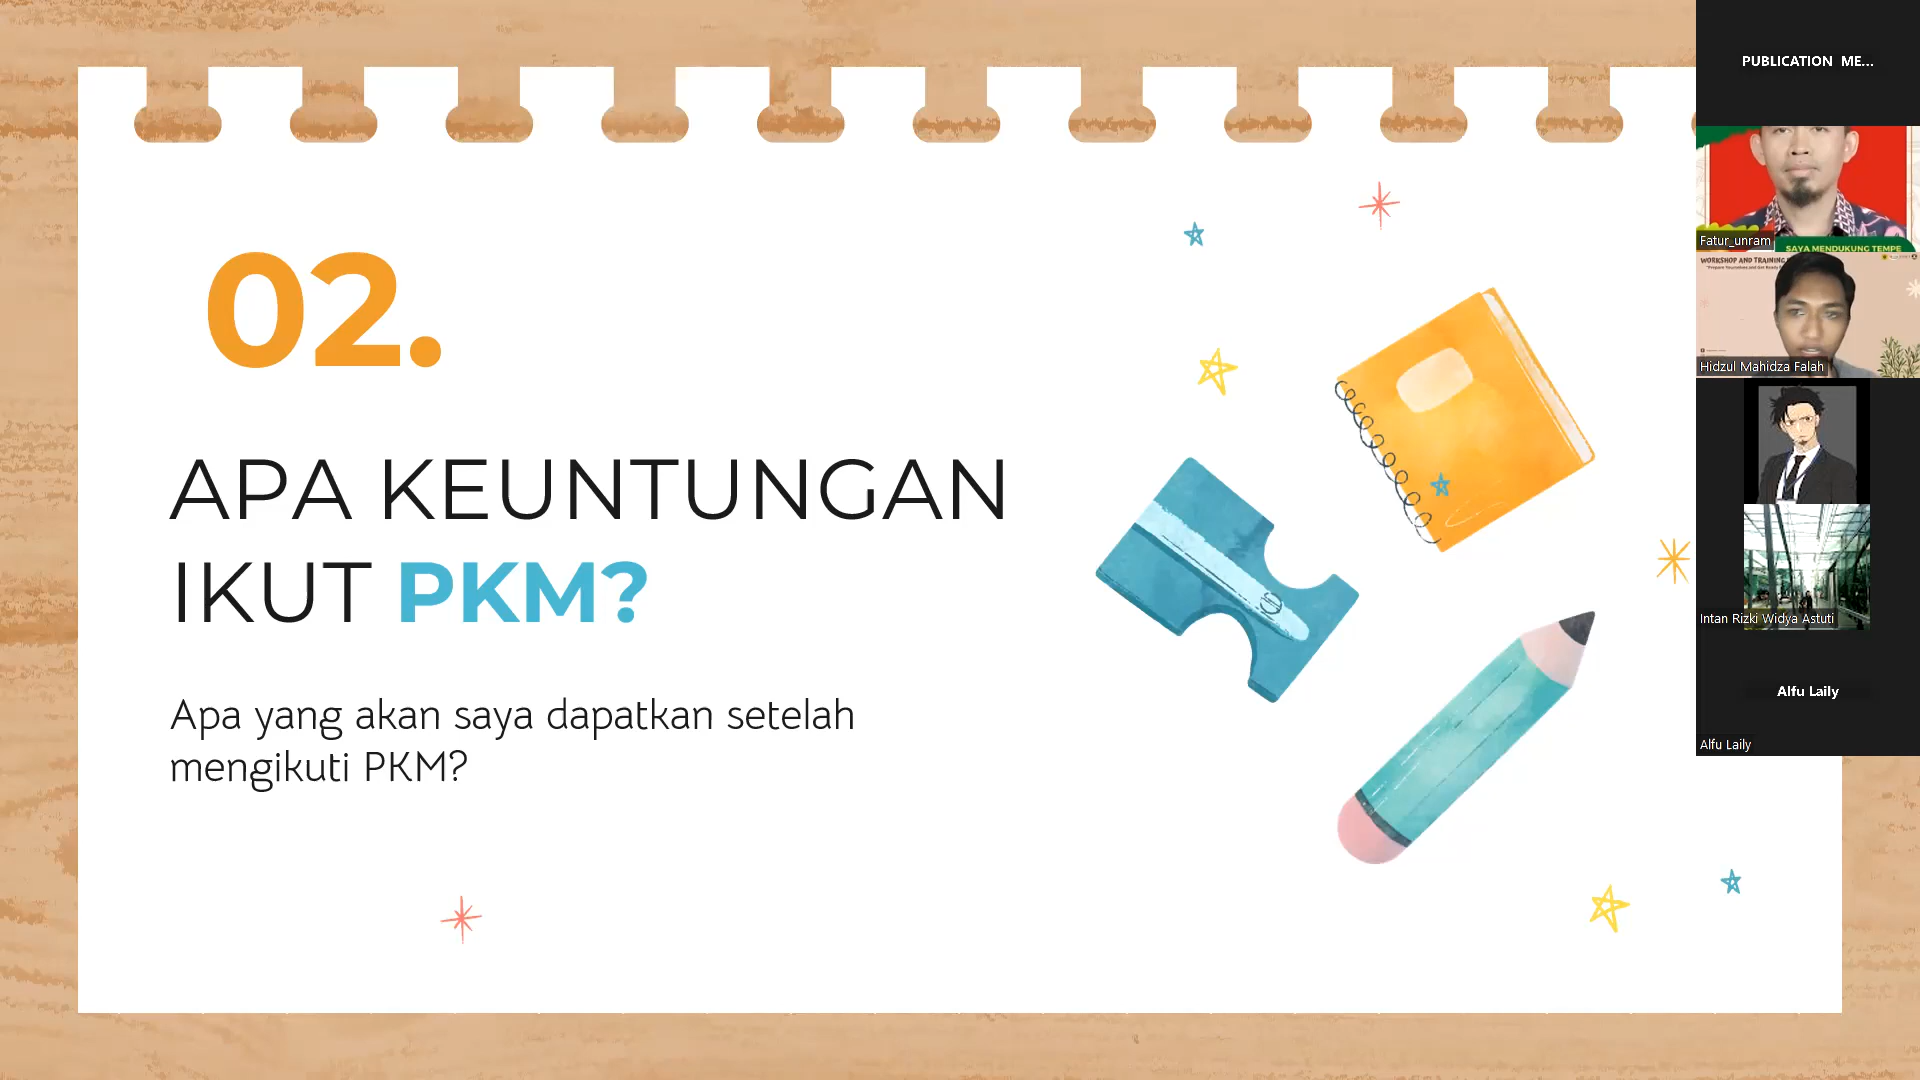 02.
APA KEUNTUNGAN
IKUT PKM?
Apa yang akan saya dapatkan setelah
mengikuti PKM?
PUBLICATION ME...
Fatur_unram
SAYA MENDUKUNG TEMPE
WORKSHOP AND TRAINING
Hidzul Mahidza Falah
Intan Rizki Widya Astuti
Alfu Laily
Alfu Laily